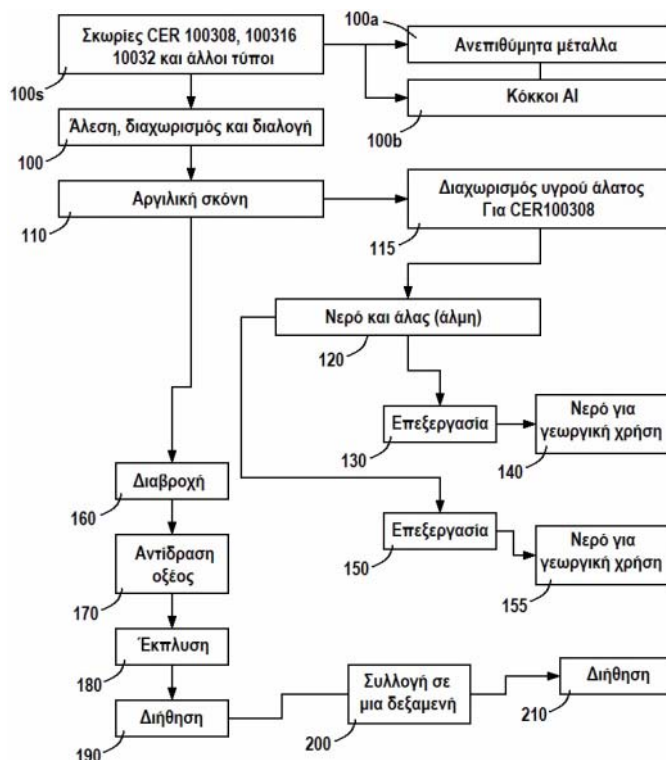 Σκωρίες CER 100308, 100316
10032 και άλλοι τύποι
100s
100a
Ανεπιθύμητα μέταλλα
Κόκκοι Al
100b
Άλεση, διαχωρισμός και διαλογή
100
Αργιλική σκόνη
110
Διαχωρισμός υγρού άλατος
Για CER100308
115
Νερό και άλας (άλμη)
120
Επεξεργασία
130
Νερό για
γεωργική χρήση
140
Διαβροχή
160
Επεξεργασία
150
Νερό για
γεωργική χρήση
155
Αντίδραση
οξέος
170
Έκπλυση
180
Διήθηση
190
Συλλογή σε
μια δεξαμενή
200
Διήθηση
210